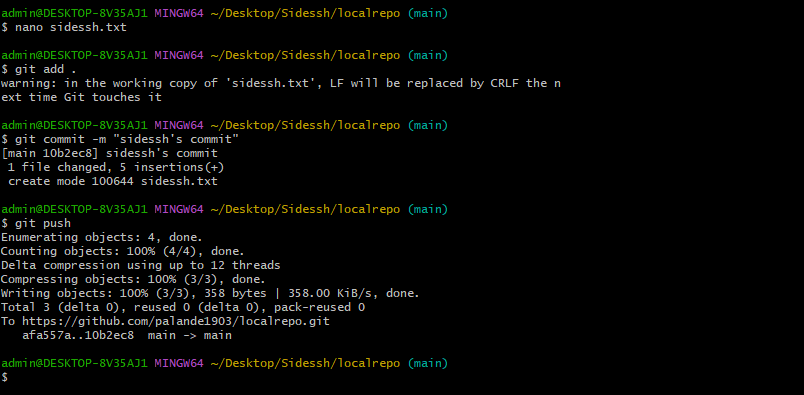 admin@DESKTOP-8V35AJ1 MINGW64 ~/Desktop/Sidessh/localrepo (main)
$ nano sidessh.txt
admin@DESKTOP-8V35AJ1 MINGW64 ~/Desktop/Sidessh/localrepo (main)
$ git add .
warning: in the working copy of 'sidessh.txt', LF will be replaced by CRLF the n
ext time Git touches it
admin@DESKTOP-8V35AJ1 MINGW64 ~/Desktop/Sidessh/localrepo (main)
$ git commit -m "sidessh's commit"
[main 10b2ec8] sidessh's commit
 1 file changed, 5 insertions(+)
 create mode 100644 sidessh.txt
admin@DESKTOP-8V35AJ1 MINGW64 ~/Desktop/Sidessh/localrepo (main)
$ git push
Enumerating objects: 4, done.
Counting objects: 100% (4/4), done.
Delta compression using up to 12 threads
Compressing objects: 100% (3/3), done.
Writing objects: 100% (3/3), 358 bytes | 358.00 KiB/s, done.
Total 3 (delta 0), reused 0 (delta 0), pack-reused 0
To https://github.com/palande1903/localrepo.git
   afa557a..10b2ec8  main -> main
admin@DESKTOP-8V35AJ1 MINGW64 ~/Desktop/Sidessh/localrepo (main)
$